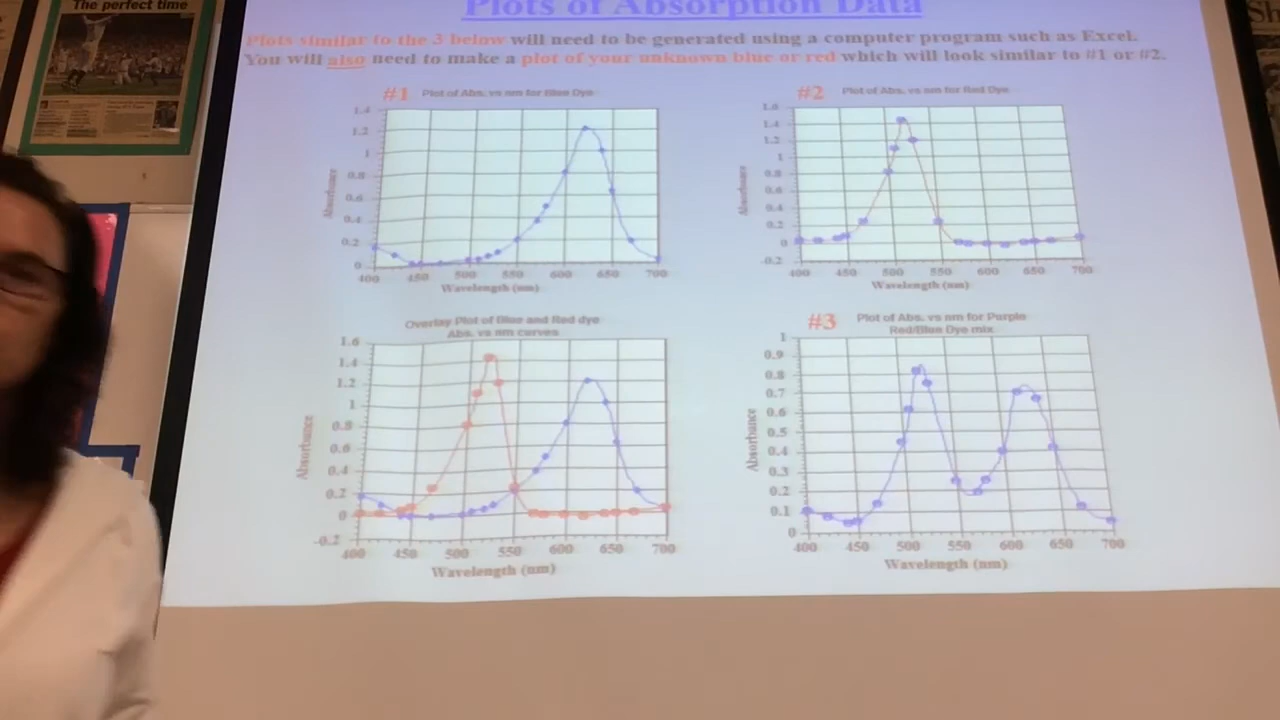 The perfect time
Plots of Absorption Data
Plots similar to the 3 below will need to be generated using a computer program such as Excel.
You will also need to make a plot of your unknown blue or red which will look similar to #1 or #2.
#1 Plot of Abs. vs nm for Blue Dye
1.4
1.2
1
0.8
0.6
0.4
0.2
0
Absorbance
400 450 500 550 600 650 700
Wavelength (nm)
#2 Plot of Abs. vs nm for Red Dye
1.6
1.4
1.2
1
0.8
0.6
0.4
0.2
0
-0.2
Absorbance
400 450 500 550 600 650 700
Wavelength (nm)
Overlay Plot of Blue and Red dye
Abs. vs nm curves
1.6
1.4
1.2
1
0.8
0.6
0.4
0.2
0
-0.2
Absorbance
400 450 500 550 600 650 700
Wavelength (nm)
#3 Plot of Abs. vs nm for Purple
Red/Blue Dye mix
1
0.9
0.8
0.7
0.6
0.5
0.4
0.3
0.2
0.1
0
Absorbance
400 450 500 550 600 650 700
Wavelength (nm)